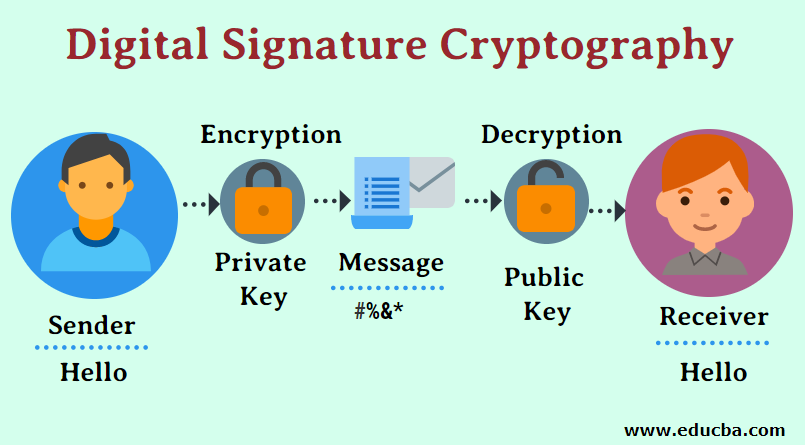 Digital Signature Cryptography
Encryption
Decryption
Private
Key
Message
#%&*
Public
Key
Sender
Hello
Receiver
Hello
www.educba.com